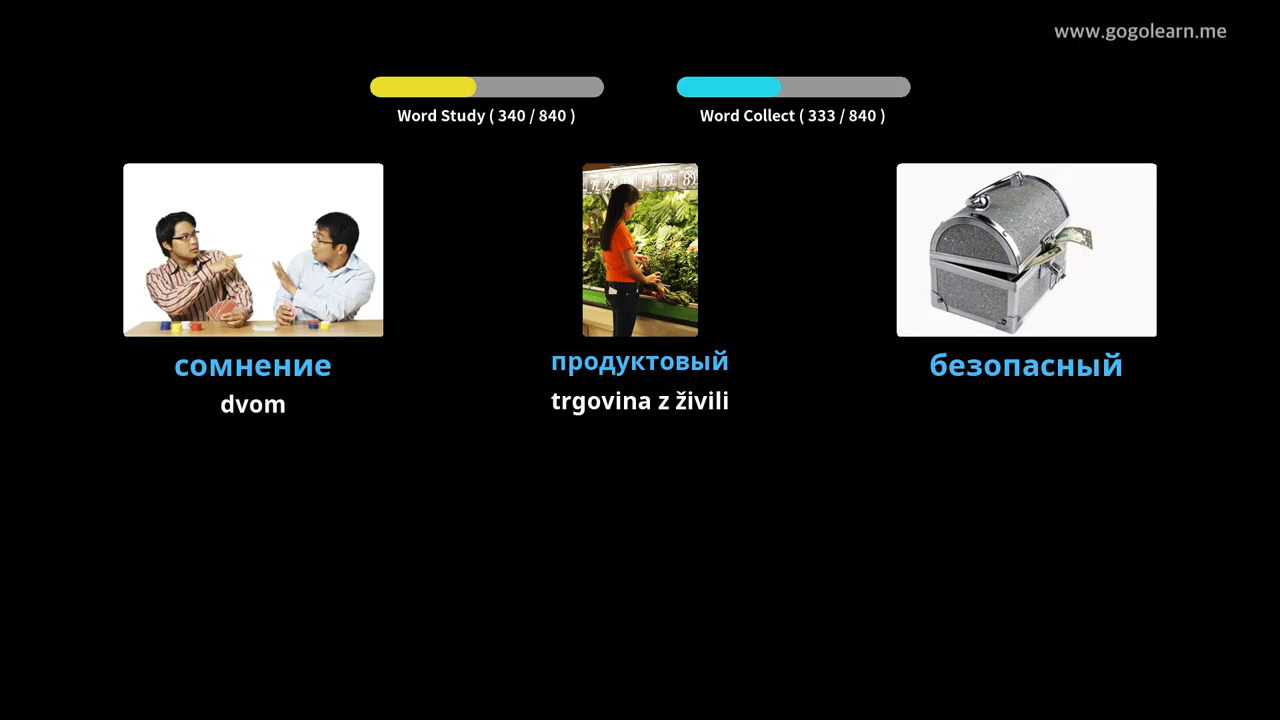 www.gogolearn.me
Word Study ( 340 / 840 )
Word Collect ( 333 / 840 )
сомнение
dvom
продуктовый
trgovina z živili
безопасный